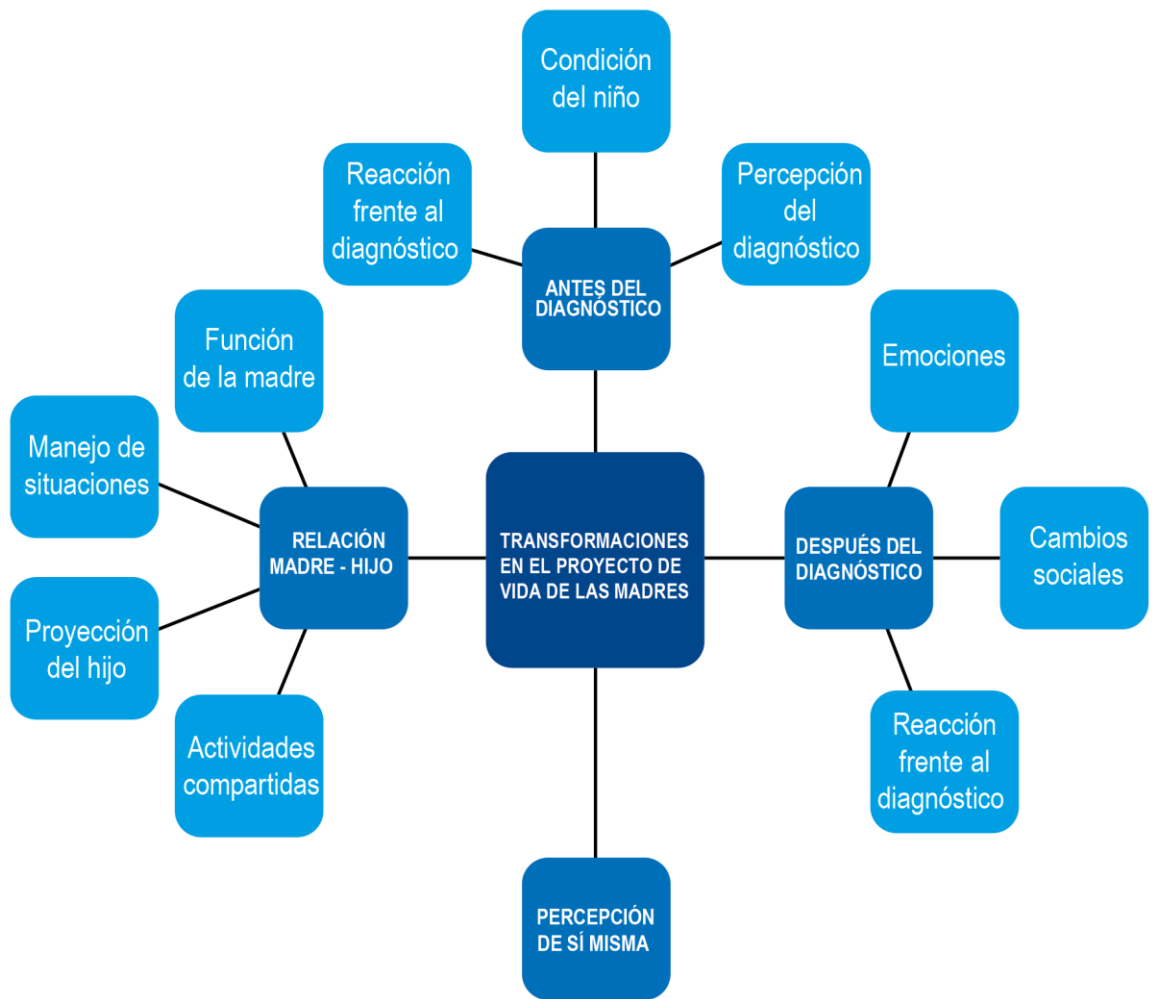 Condición
del niño
Reacción
frente al
diagnóstico
Percepción
del
diagnóstico
ANTES DEL
DIAGNÓSTICO
Función
de la madre
Emociones
Manejo de
situaciones
RELACIÓN
MADRE - HIJO
TRANSFORMACIONES
EN EL PROYECTO DE
VIDA DE LAS MADRES
DESPUÉS DEL
DIAGNÓSTICO
Cambios
sociales
Proyección
del hijo
Actividades
compartidas
Reacción
frente al
diagnóstico
PERCEPCIÓN
DE SÍ MISMA